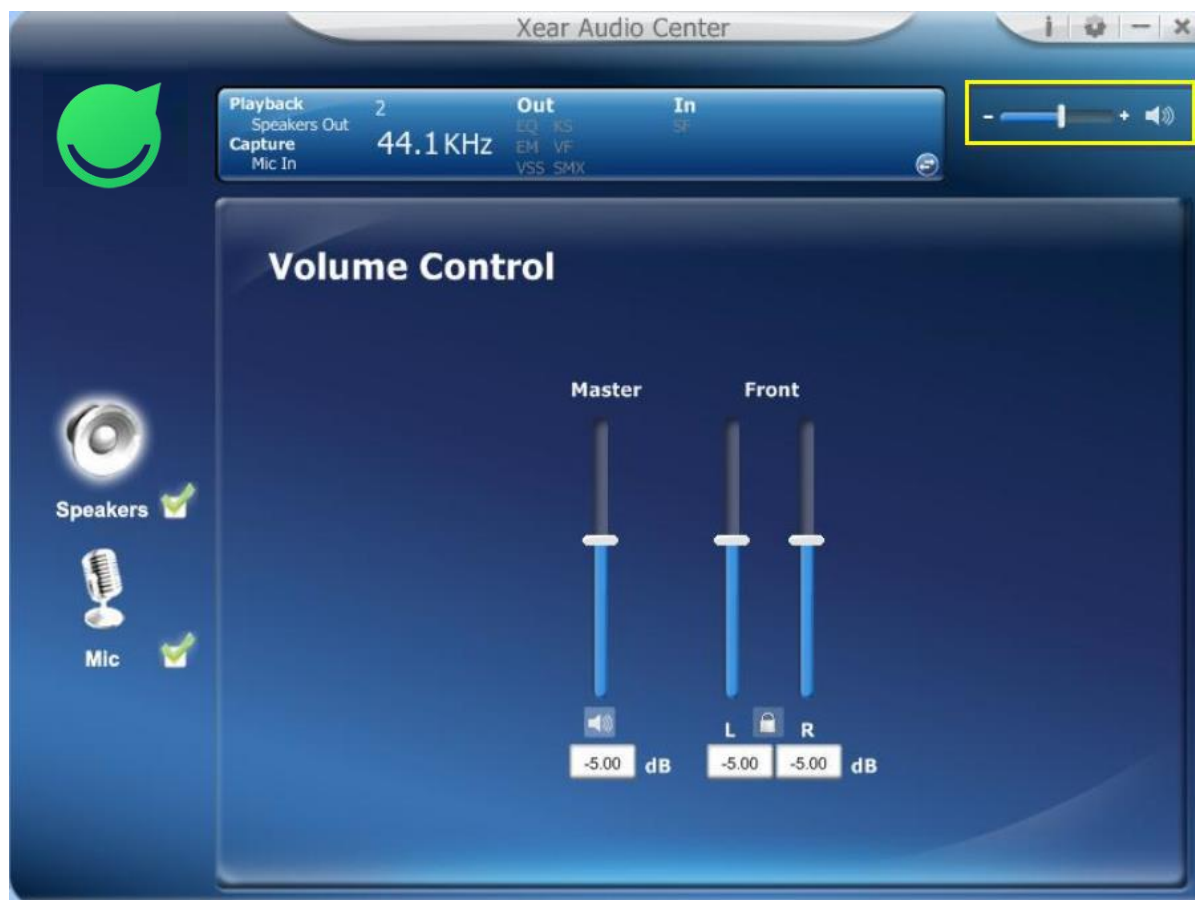 Xear Audio Center
i
Playback 2 Out In
Speakers Out EQ KS SF
Capture 44.1 KHz EM VF
Mic In VSS SMX
- +
Volume Control
Master Front
Speakers
Mic
L R
-5.00 dB -5.00 -5.00 dB